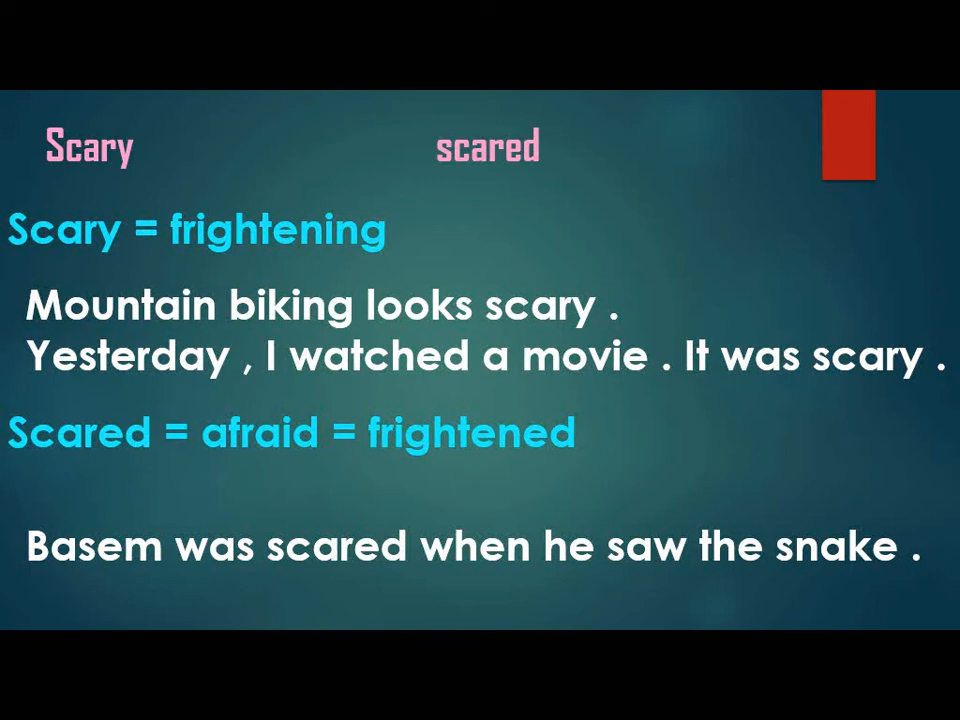 Scary scared
Scary = frightening
Mountain biking looks scary .
Yesterday , I watched a movie . It was scary .
Scared = afraid = frightened
Basem was scared when he saw the snake .